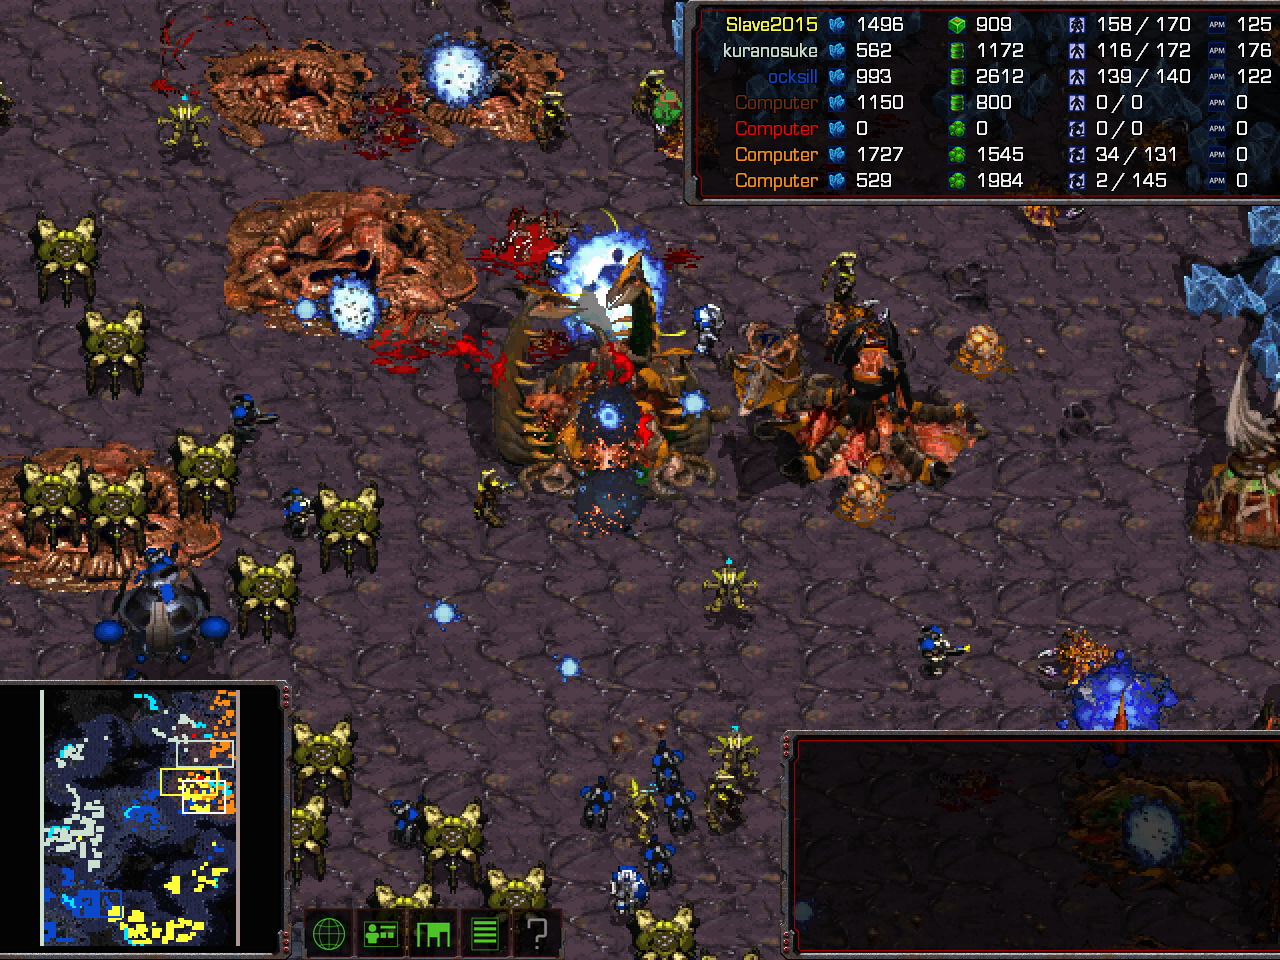 Slave2015 1496 909 158 / 170 APM 125
kuranosuke 562 1172 116 / 172 APM 176
ocksill 993 2612 139 / 140 APM 122
Computer 1150 800 0 / 0 APM 0
Computer 0 0 0 / 0 APM 0
Computer 1727 1545 34 / 131 APM 0
Computer 529 1984 2 / 145 APM 0
?